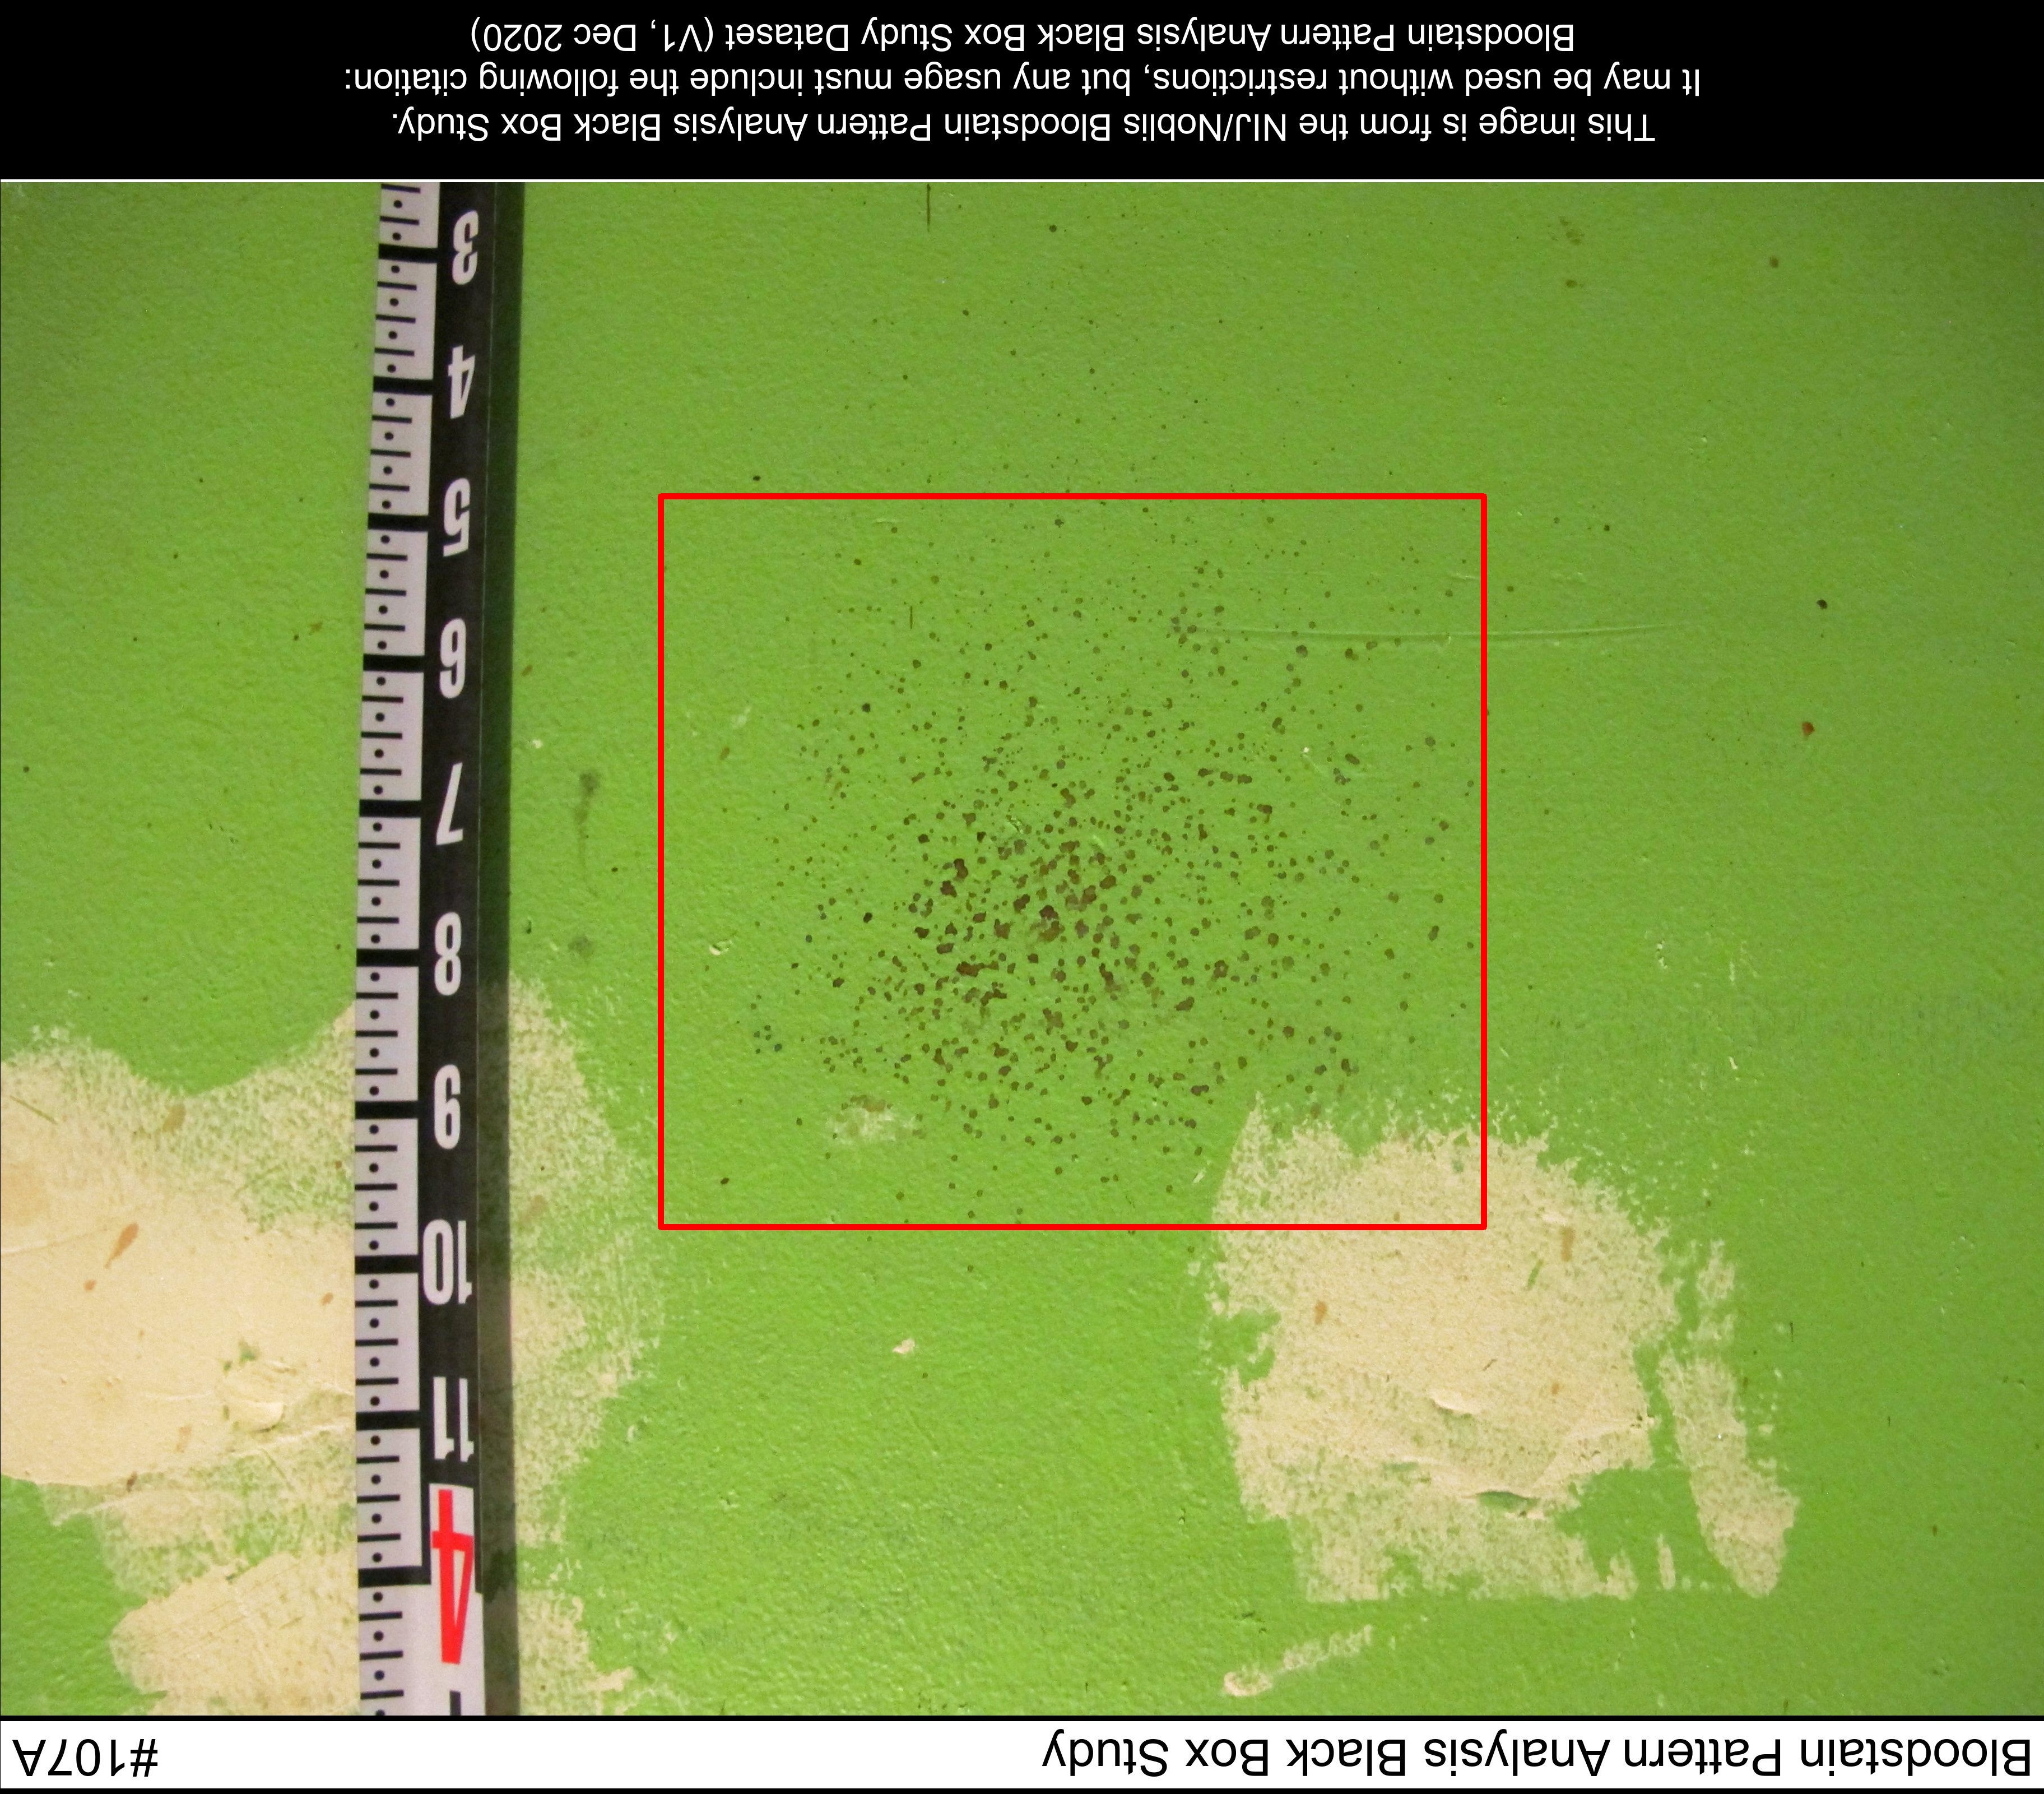 Bloodstain Pattern Analysis Black Box Study #107A
4
11
10
9
8
7
6
5
4
3
This image is from the NIJ/Noblis Bloodstain Pattern Analysis Black Box Study.
It may be used without restrictions, but any usage must include the following citation:
Bloodstain Pattern Analysis Black Box Study Dataset (V1, Dec 2020)